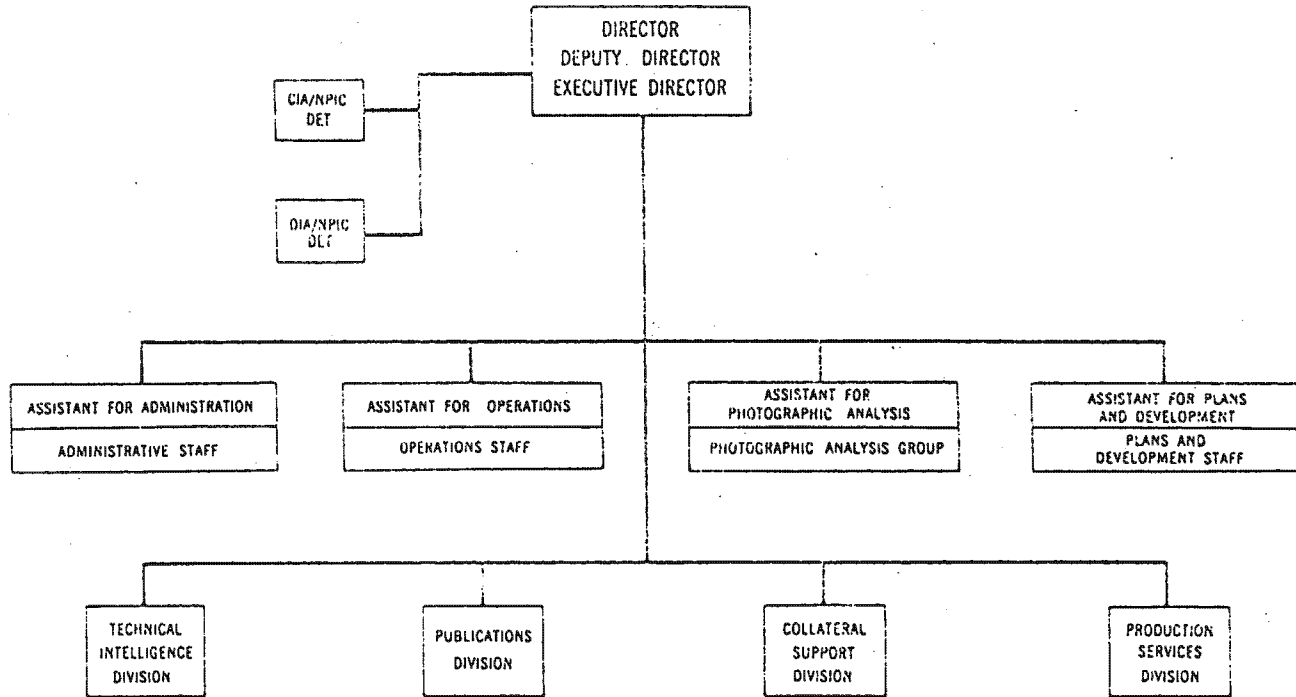 DIRECTOR
DEPUTY DIRECTOR
EXECUTIVE DIRECTOR
CIA/NPIC
DET
DIA/NPIC
DET
ASSISTANT FOR ADMINISTRATION
ADMINISTRATIVE STAFF
ASSISTANT FOR OPERATIONS
OPERATIONS STAFF
ASSISTANT FOR
PHOTOGRAPHIC ANALYSIS
PHOTOGRAPHIC ANALYSIS GROUP
ASSISTANT FOR PLANS
AND DEVELOPMENT
PLANS AND
DEVELOPMENT STAFF
TECHNICAL
INTELLIGENCE
DIVISION
PUBLICATIONS
DIVISION
COLLATERAL
SUPPORT
DIVISION
PRODUCTION
SERVICES
DIVISION